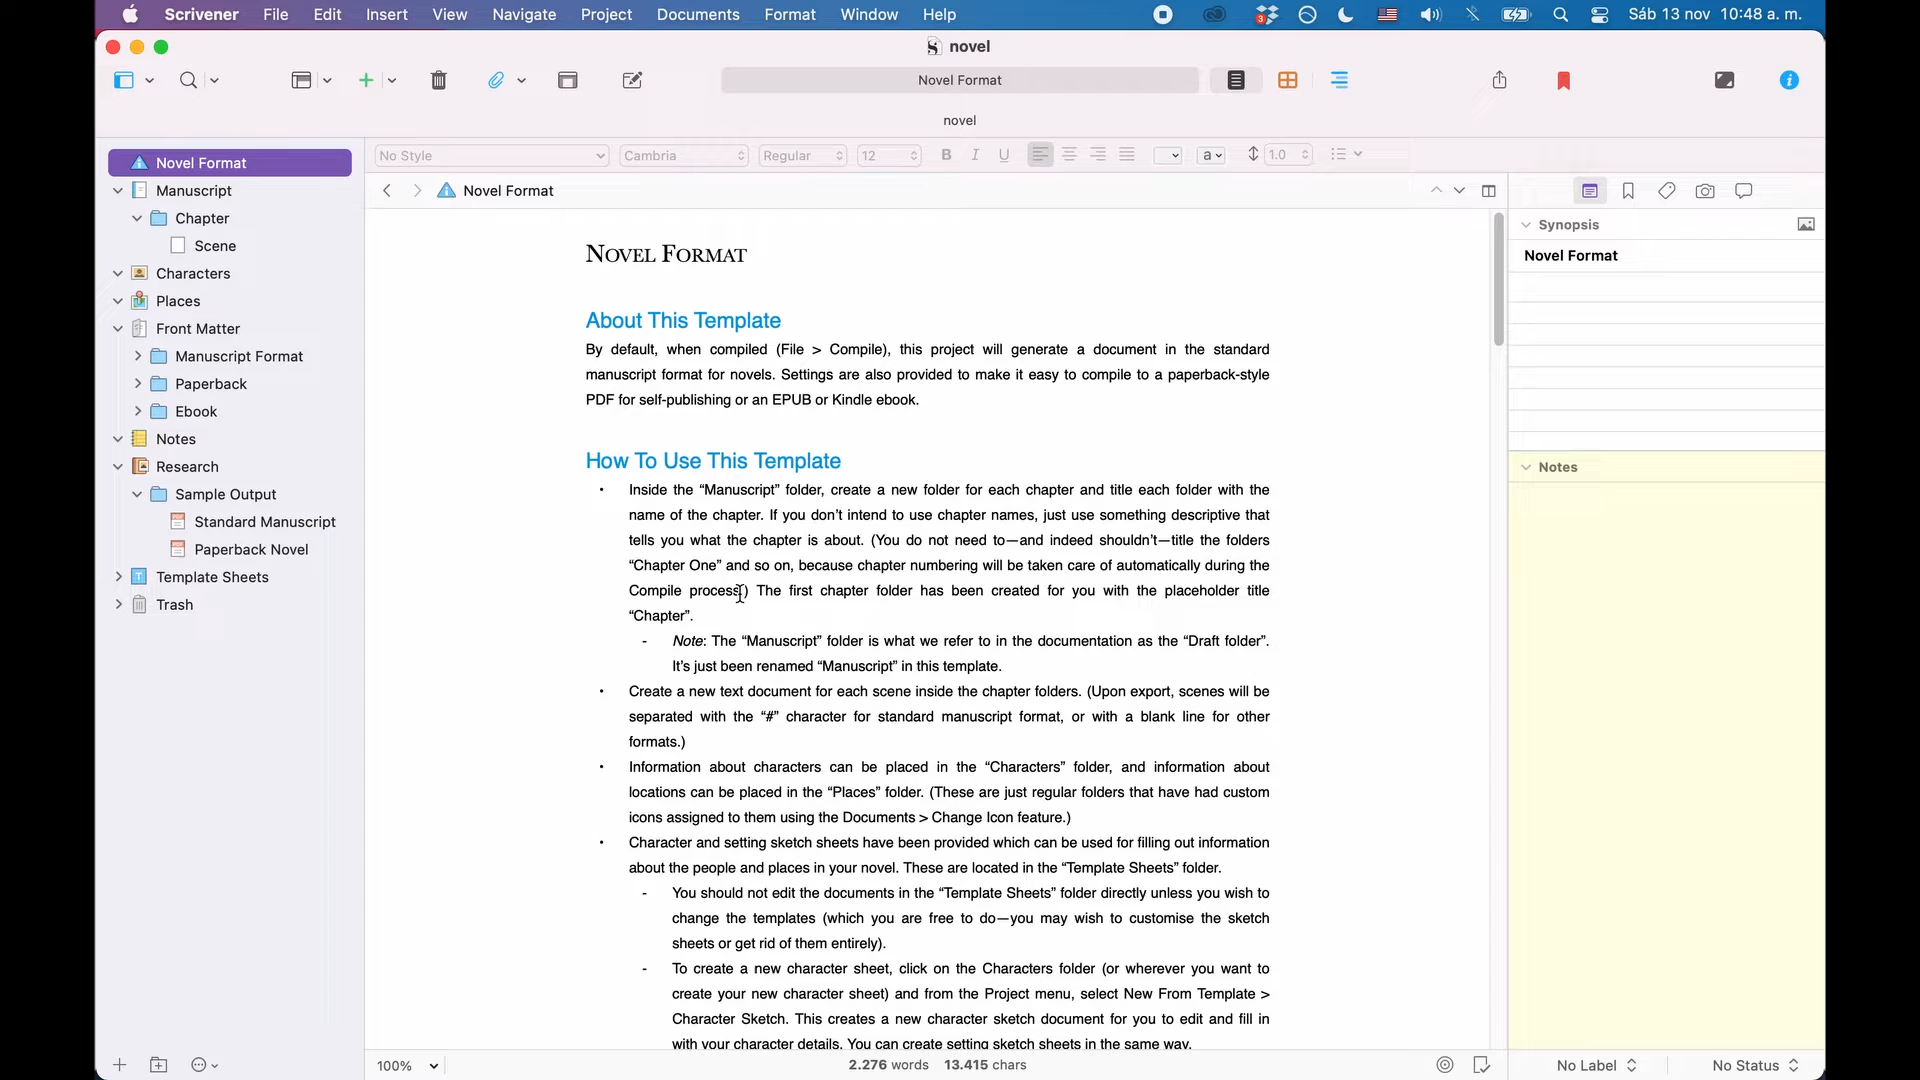 Scrivener File Edit Insert View Navigate Project Documents Format Window Help 3 Sáb 13 nov 10:48 a. m.
novel
Novel Format
novel
No Style Cambria Regular 12 B I U a 1.0
Novel Format
Manuscript
Chapter
Scene
Characters
Places
Front Matter
Manuscript Format
Paperback
Ebook
Notes
Research
Sample Output
Standard Manuscript
Paperback Novel
Template Sheets
Trash
Novel Format
NOVEL FORMAT
About This Template
By default, when compiled (File > Compile), this project will generate a document in the standard
manuscript format for novels. Settings are also provided to make it easy to compile to a paperback-style
PDF for self-publishing or an EPUB or Kindle ebook.
How To Use This Template
• Inside the “Manuscript” folder, create a new folder for each chapter and title each folder with the
name of the chapter. If you don’t intend to use chapter names, just use something descriptive that
tells you what the chapter is about. (You do not need to—and indeed shouldn’t—title the folders
“Chapter One” and so on, because chapter numbering will be taken care of automatically during the
Compile process.) The first chapter folder has been created for you with the placeholder title
“Chapter”.
- Note: The “Manuscript” folder is what we refer to in the documentation as the “Draft folder”.
It’s just been renamed “Manuscript” in this template.
• Create a new text document for each scene inside the chapter folders. (Upon export, scenes will be
separated with the “#” character for standard manuscript format, or with a blank line for other
formats.)
• Information about characters can be placed in the “Characters” folder, and information about
locations can be placed in the “Places” folder. (These are just regular folders that have had custom
icons assigned to them using the Documents > Change Icon feature.)
• Character and setting sketch sheets have been provided which can be used for filling out information
about the people and places in your novel. These are located in the “Template Sheets” folder.
- You should not edit the documents in the “Template Sheets” folder directly unless you wish to
change the templates (which you are free to do—you may wish to customise the sketch
sheets or get rid of them entirely).
- To create a new character sheet, click on the Characters folder (or wherever you want to
create your new character sheet) and from the Project menu, select New From Template >
Character Sketch. This creates a new character sketch document for you to edit and fill in
with your character details. You can create setting sketch sheets in the same way.
Synopsis
Novel Format
Notes
100% 2.276 words 13.415 chars
No Label No Status